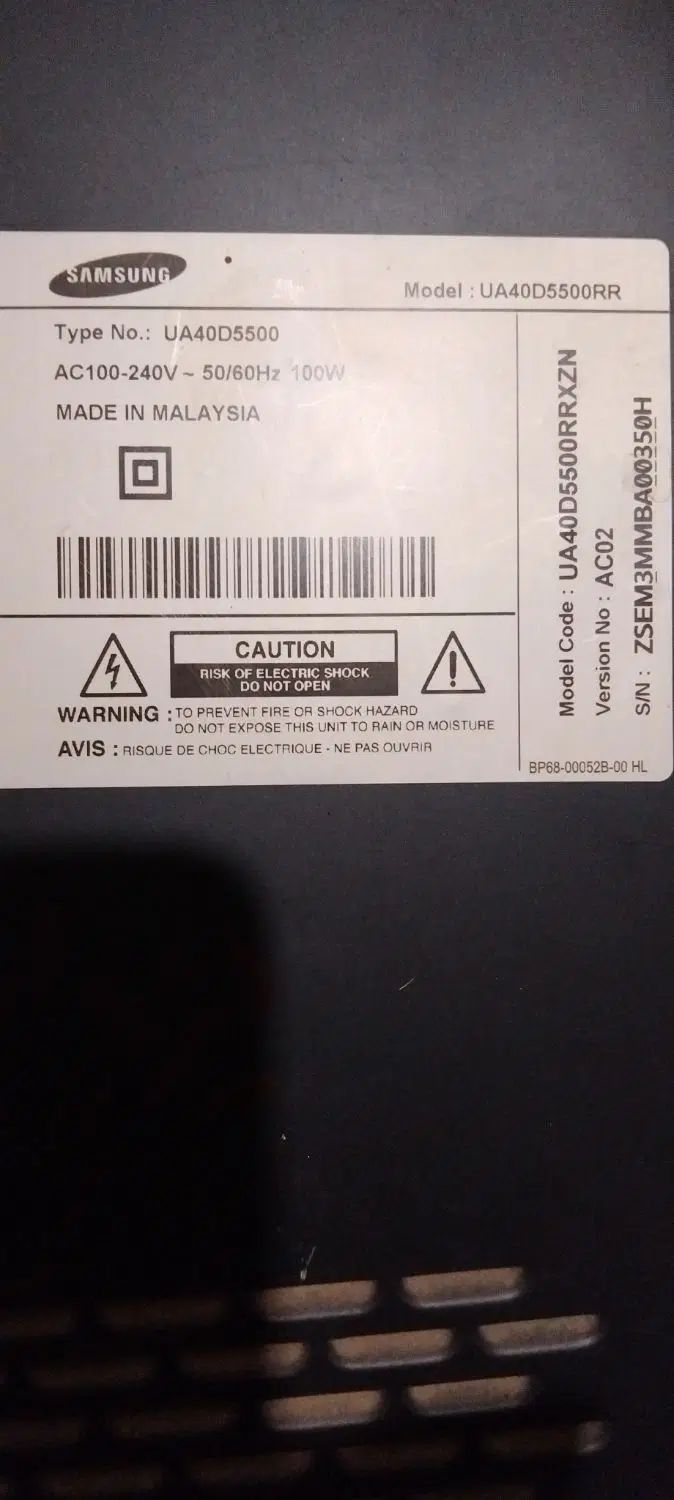 SAMSUNG
Model : UA40D5500RR
Type No.: UA40D5500
AC100-240V ~ 50/60Hz 100W
MADE IN MALAYSIA
CAUTION
RISK OF ELECTRIC SHOCK
DO NOT OPEN
WARNING : TO PREVENT FIRE OR SHOCK HAZARD
DO NOT EXPOSE THIS UNIT TO RAIN OR MOISTURE
AVIS : RISQUE DE CHOC ELECTRIQUE - NE PAS OUVRIR
Model Code : UA40D5500RRXZN
Version No : AC02
S/N : ZSEM3MMBA00350H
BP68-00052B-00 HL